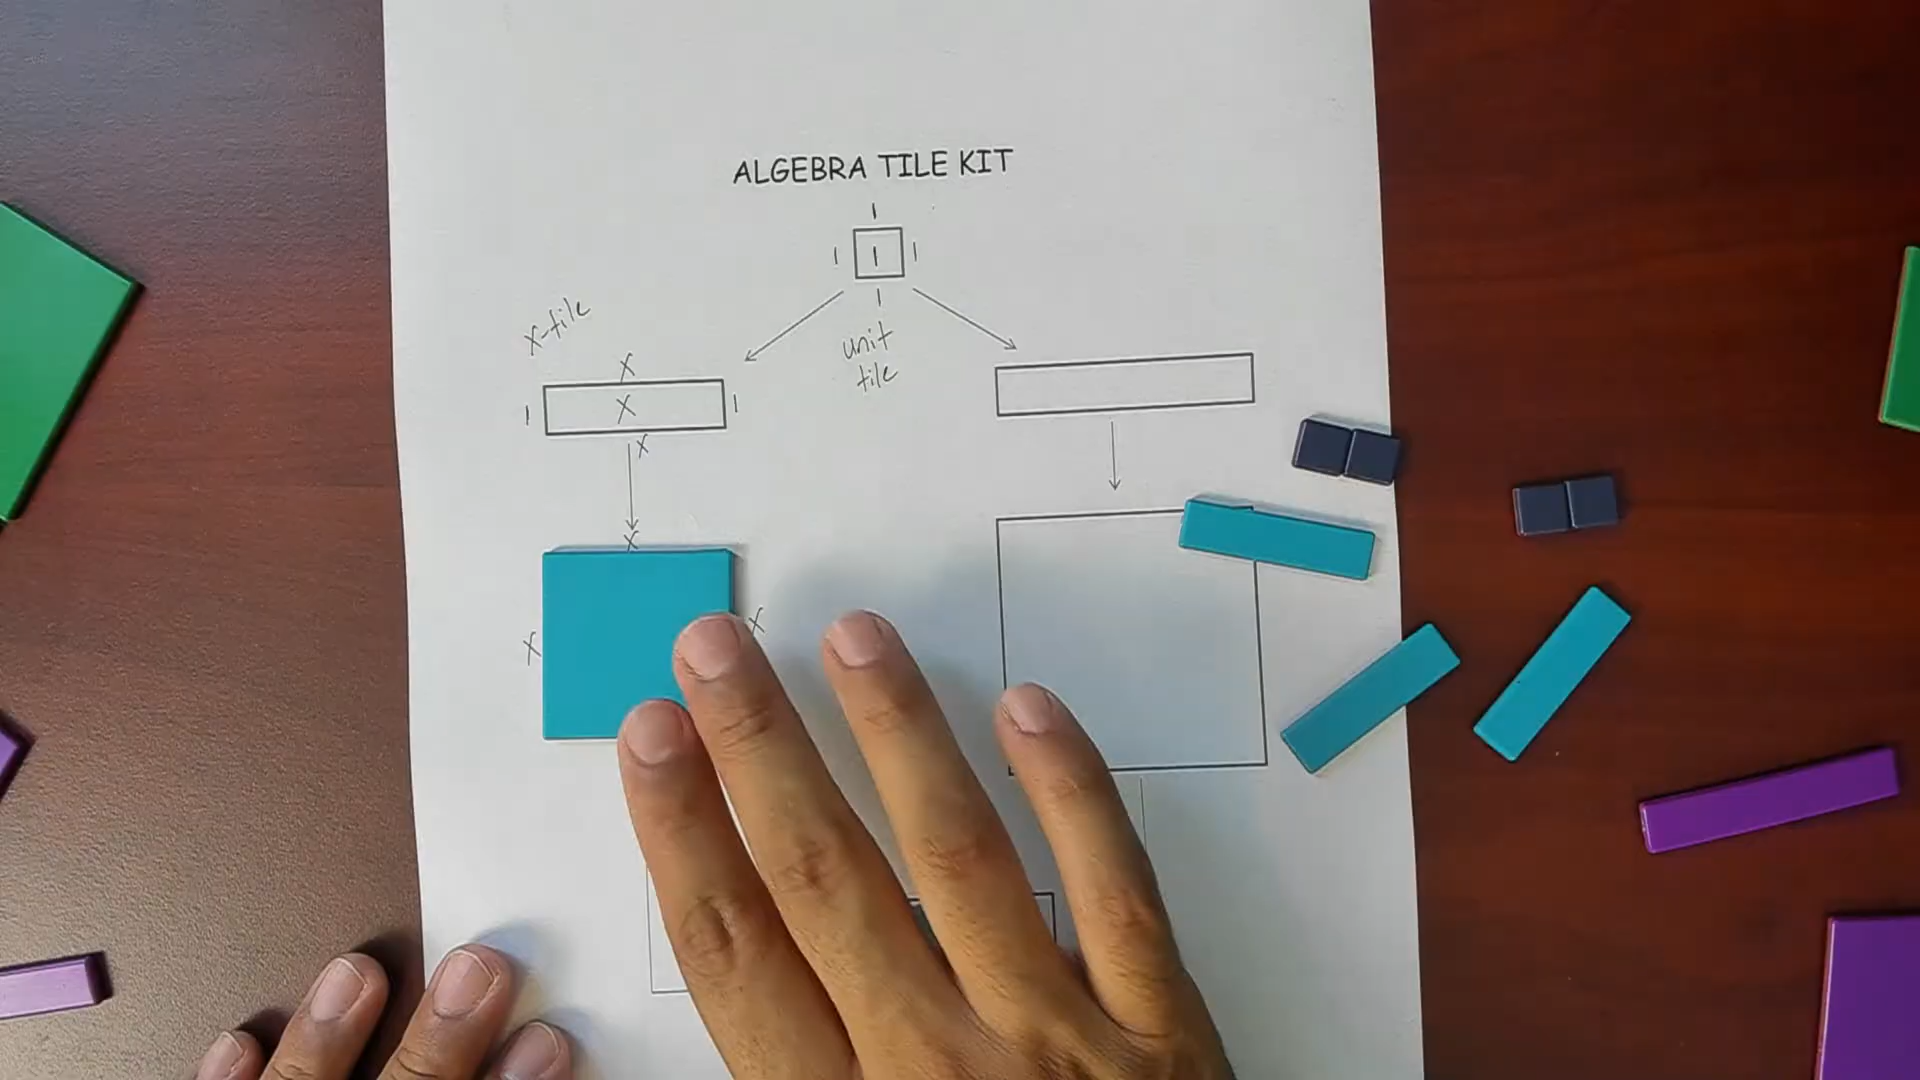 ALGEBRA TILE KIT
1
1 1 1
1
unit
tile
x-tile
x
1 x 1
x
x
x x